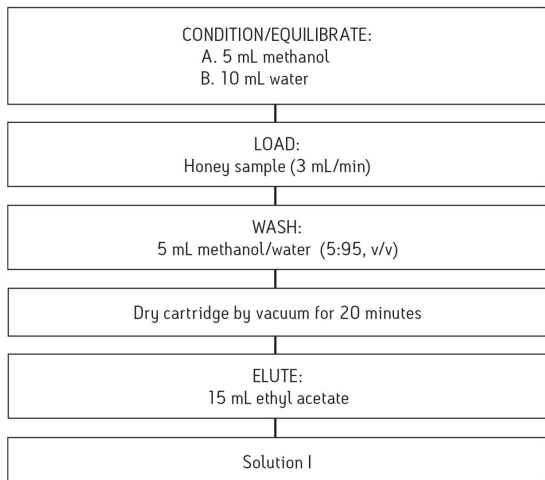 CONDITION/EQUILIBRATE:
A. 5 mL methanol
B. 10 mL water
LOAD:
Honey sample (3 mL/min)
WASH:
5 mL methanol/water (5:95, v/v)
Dry cartridge by vacuum for 20 minutes
ELUTE:
15 mL ethyl acetate
Solution I